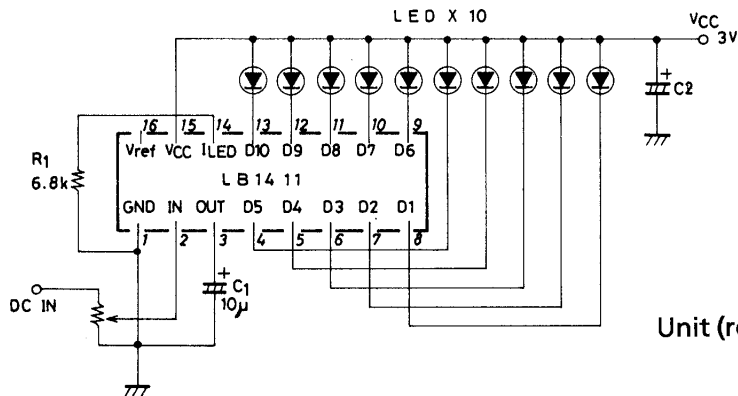 LED X 10
VCC
3V
C2
16 15 14 13 12 11 10 9
Vref VCC ILED D10 D9 D8 D7 D6
R1
6.8k
LB1411
GND IN OUT D5 D4 D3 D2 D1
1 2 3 4 5 6 7 8
C1
10μ
DC IN
Unit (r